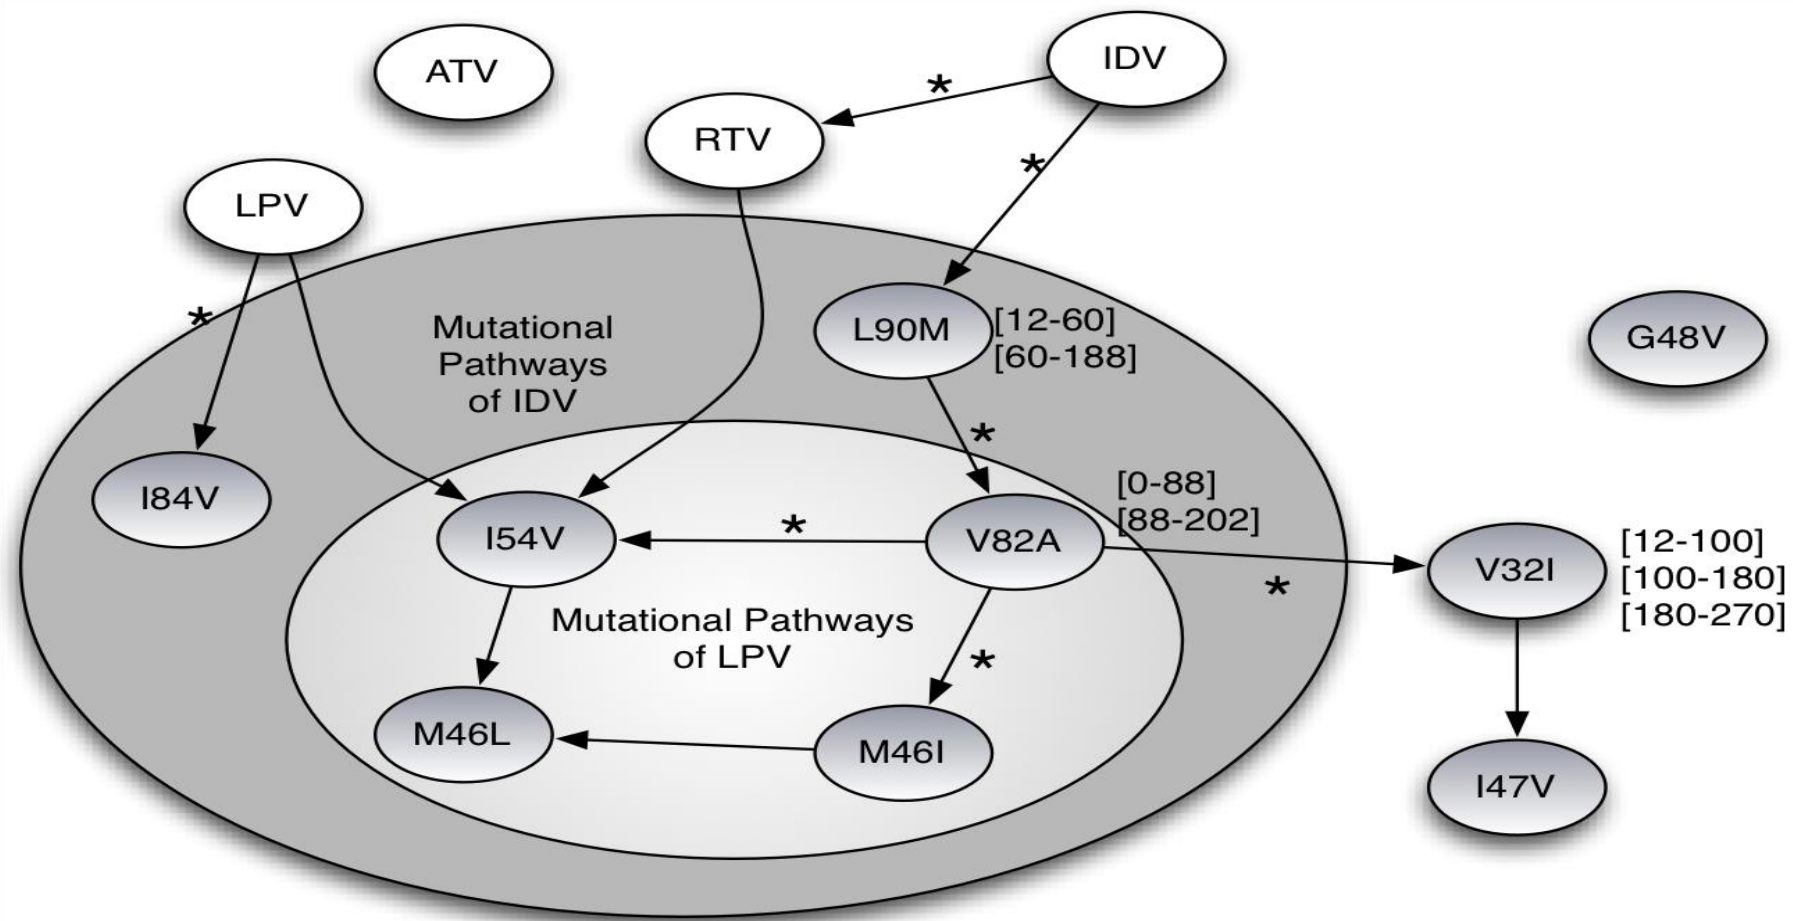 IDV
ATV
*
RTV
*
LPV
*
Mutational
Pathways
of IDV
L90M
[12-60]
[60-188]
G48V
*
I84V
[0-88]
[88-202]
I54V
*
V82A
*
V32I
[12-100]
[100-180]
[180-270]
Mutational Pathways
of LPV
*
M46L
M46I
I47V